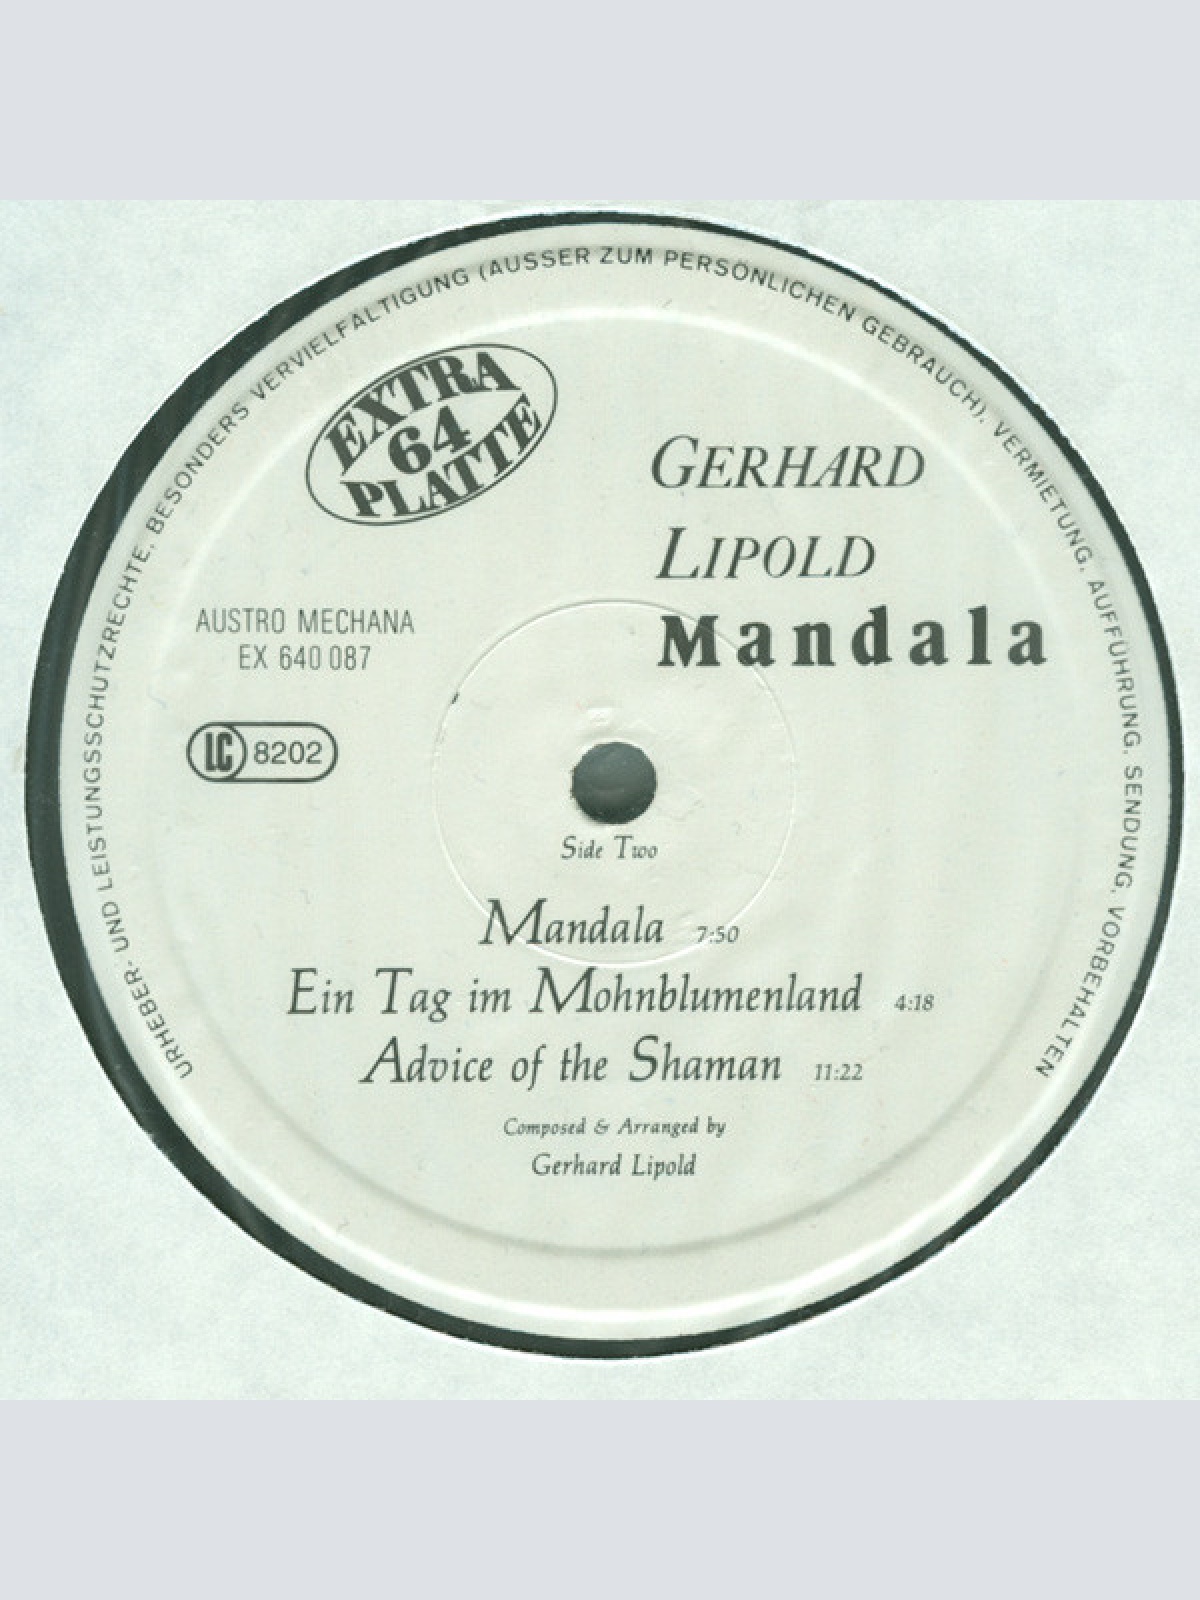 URHEBER- UND LEISTUNGSSCHUTZRECHTE, BESONDERS VERVIELFÄLTIGUNG (AUSSER ZUM PERSÖNLICHEN GEBRAUCH), VERMIETUNG, AUFFÜHRUNG, SENDUNG, VORBEHALTEN
EXTRA
64
PLATTE
GERHARD
LIPOLD
Mandala
AUSTRO MECHANA
EX 640 087
LC 8202
Side Two
Mandala 7:50
Ein Tag im Mohnblumenland 4:18
Advice of the Shaman 11:22
Composed & Arranged by
Gerhard Lipold